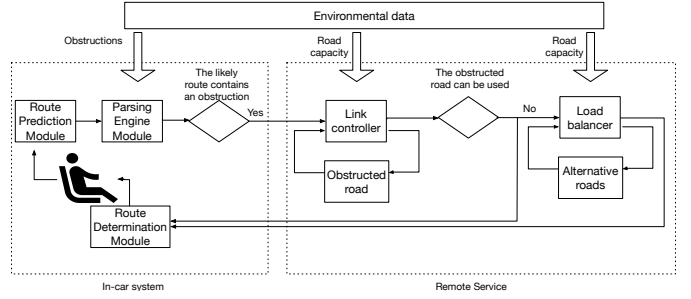 Environmental data
Obstructions
Road
capacity
Road
capacity
The likely
route contains
an obstruction
The obstructed
road can be used
Route
Prediction
Module
Parsing
Engine
Module
Yes
Link
controller
No
Load
balancer
Obstructed
road
Alternative
roads
Route
Determination
Module
In-car system
Remote Service